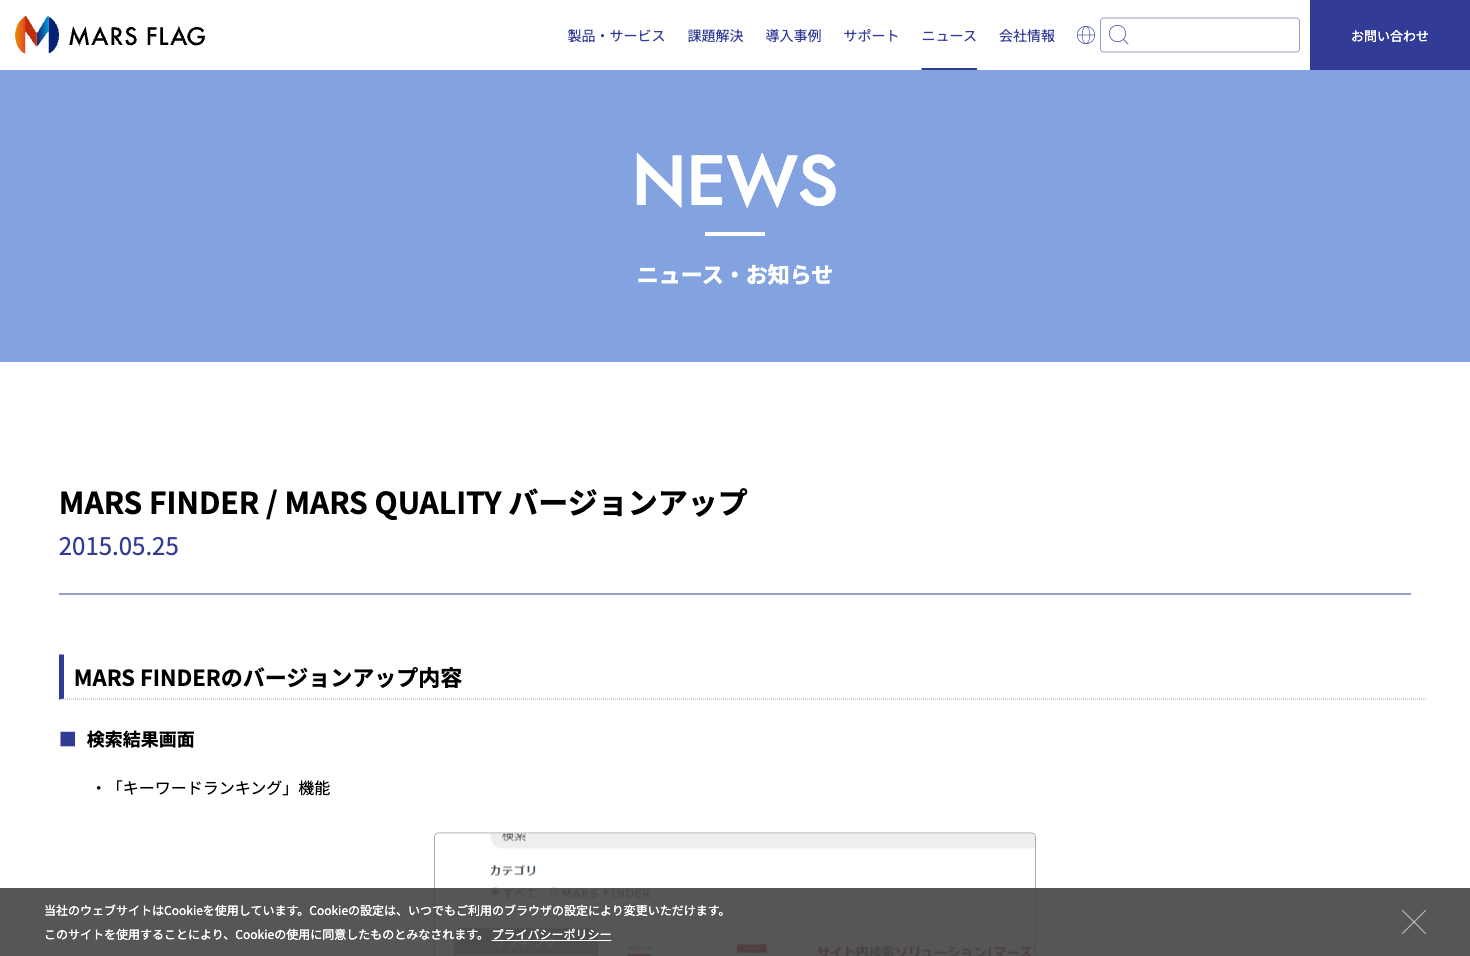 MARS FLAG
製品・サービス 課題解決 導入事例 サポート ニュース 会社情報 お問い合わせ
NEWS
ニュース・お知らせ
MARS FINDER / MARS QUALITY バージョンアップ
2015.05.25
MARS FINDERのバージョンアップ内容
■ 検索結果画面
・「キーワードランキング」機能
検索
カテゴリ
すべて MARS FINDER
当社のウェブサイトはCookieを使用しています。Cookieの設定は、いつでもご利用のブラウザの設定により変更いただけます。
このサイトを使用することにより、Cookieの使用に同意したものとみなされます。 プライバシーポリシー
サイト内検索ソリューション｜マーズ